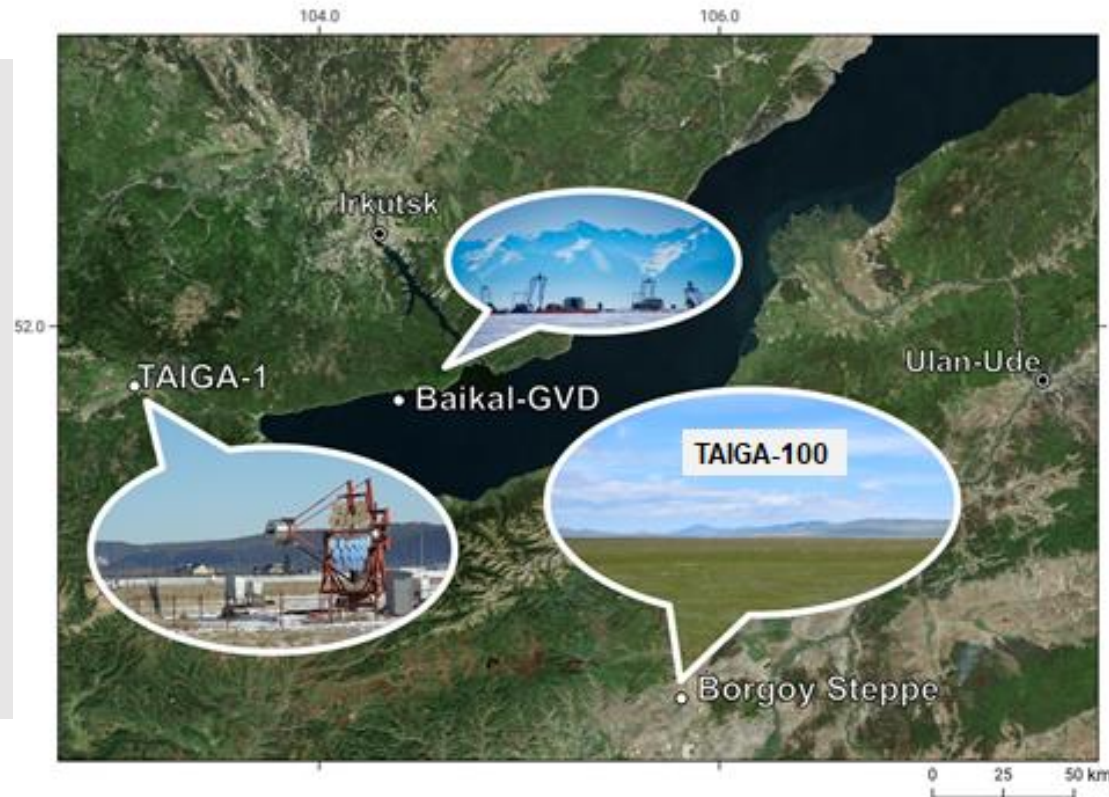 104.0
106.0
Irkutsk
52.0
TAIGA-1
Ulan-Ude
Baikal-GVD
TAIGA-100
Borgoy Steppe
0 25 50 km